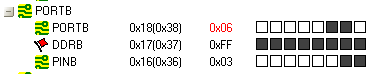 PORTB
PORTB 0x18(0x38) 0x06
DDRB 0x17(0x37) 0xFF
PINB 0x16(0x36) 0x03